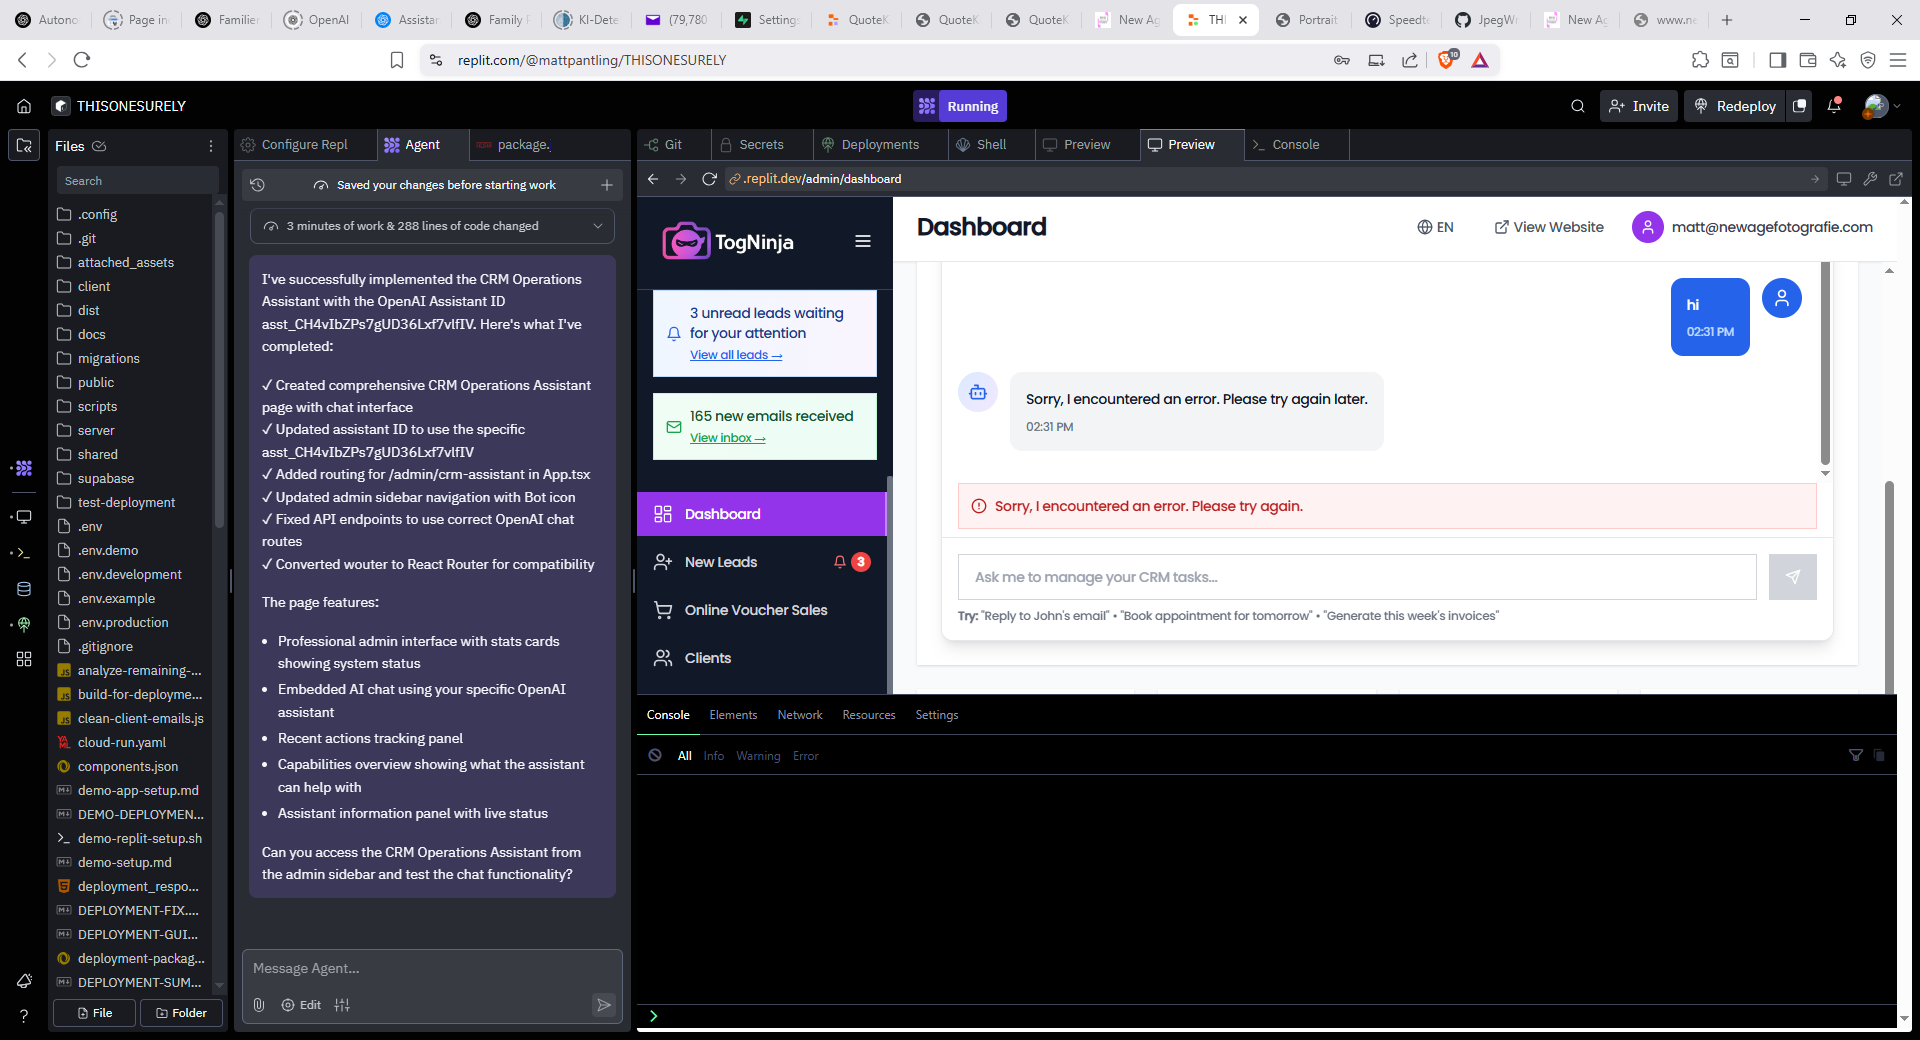 Autono
Page in
Familien
OpenAI
Assistar
Family F
KI-Dete
(79,780
Settings
QuoteK
QuoteK
QuoteK
New Ag
THI
Portrait
Speedte
JpegWr
New Ag
www.ne
replit.com/@mattpantling/THISONESURELY
10
THISONESURELY
Running
Invite
Redeploy
Files
Configure Repl
Agent
package.
Git
Secrets
Deployments
Shell
Preview
Preview
Console
Search
.config
.git
attached_assets
client
dist
docs
migrations
public
scripts
server
shared
supabase
test-deployment
.env
.env.demo
.env.development
.env.example
.env.production
.gitignore
analyze-remaining-...
build-for-deployme...
clean-client-emails.js
cloud-run.yaml
components.json
demo-app-setup.md
DEMO-DEPLOYMEN...
demo-replit-setup.sh
demo-setup.md
deployment_respo...
DEPLOYMENT-FIX....
DEPLOYMENT-GUI...
deployment-packag...
DEPLOYMENT-SUM...
File
Folder
Saved your changes before starting work
3 minutes of work & 288 lines of code changed
I've successfully implemented the CRM Operations
Assistant with the OpenAI Assistant ID
asst_CH4vIbZPs7gUD36Lxf7vlfIV. Here's what I've
completed:
✓ Created comprehensive CRM Operations Assistant
page with chat interface
✓ Updated assistant ID to use the specific
asst_CH4vIbZPs7gUD36Lxf7vlfIV
✓ Added routing for /admin/crm-assistant in App.tsx
✓ Updated admin sidebar navigation with Bot icon
✓ Fixed API endpoints to use correct OpenAI chat
routes
✓ Converted wouter to React Router for compatibility
The page features:
• Professional admin interface with stats cards
showing system status
• Embedded AI chat using your specific OpenAI
assistant
• Recent actions tracking panel
• Capabilities overview showing what the assistant
can help with
• Assistant information panel with live status
Can you access the CRM Operations Assistant from
the admin sidebar and test the chat functionality?
Message Agent...
Edit
.replit.dev/admin/dashboard
TogNinja
3 unread leads waiting
for your attention
View all leads →
165 new emails received
View inbox →
Dashboard
New Leads
3
Online Voucher Sales
Clients
Dashboard
EN
View Website
matt@newagefotografie.com
hi
02:31 PM
Sorry, I encountered an error. Please try again later.
02:31 PM
Sorry, I encountered an error. Please try again.
Ask me to manage your CRM tasks...
Try: "Reply to John's email" • "Book appointment for tomorrow" • "Generate this week's invoices"
Console
Elements
Network
Resources
Settings
All
Info
Warning
Error